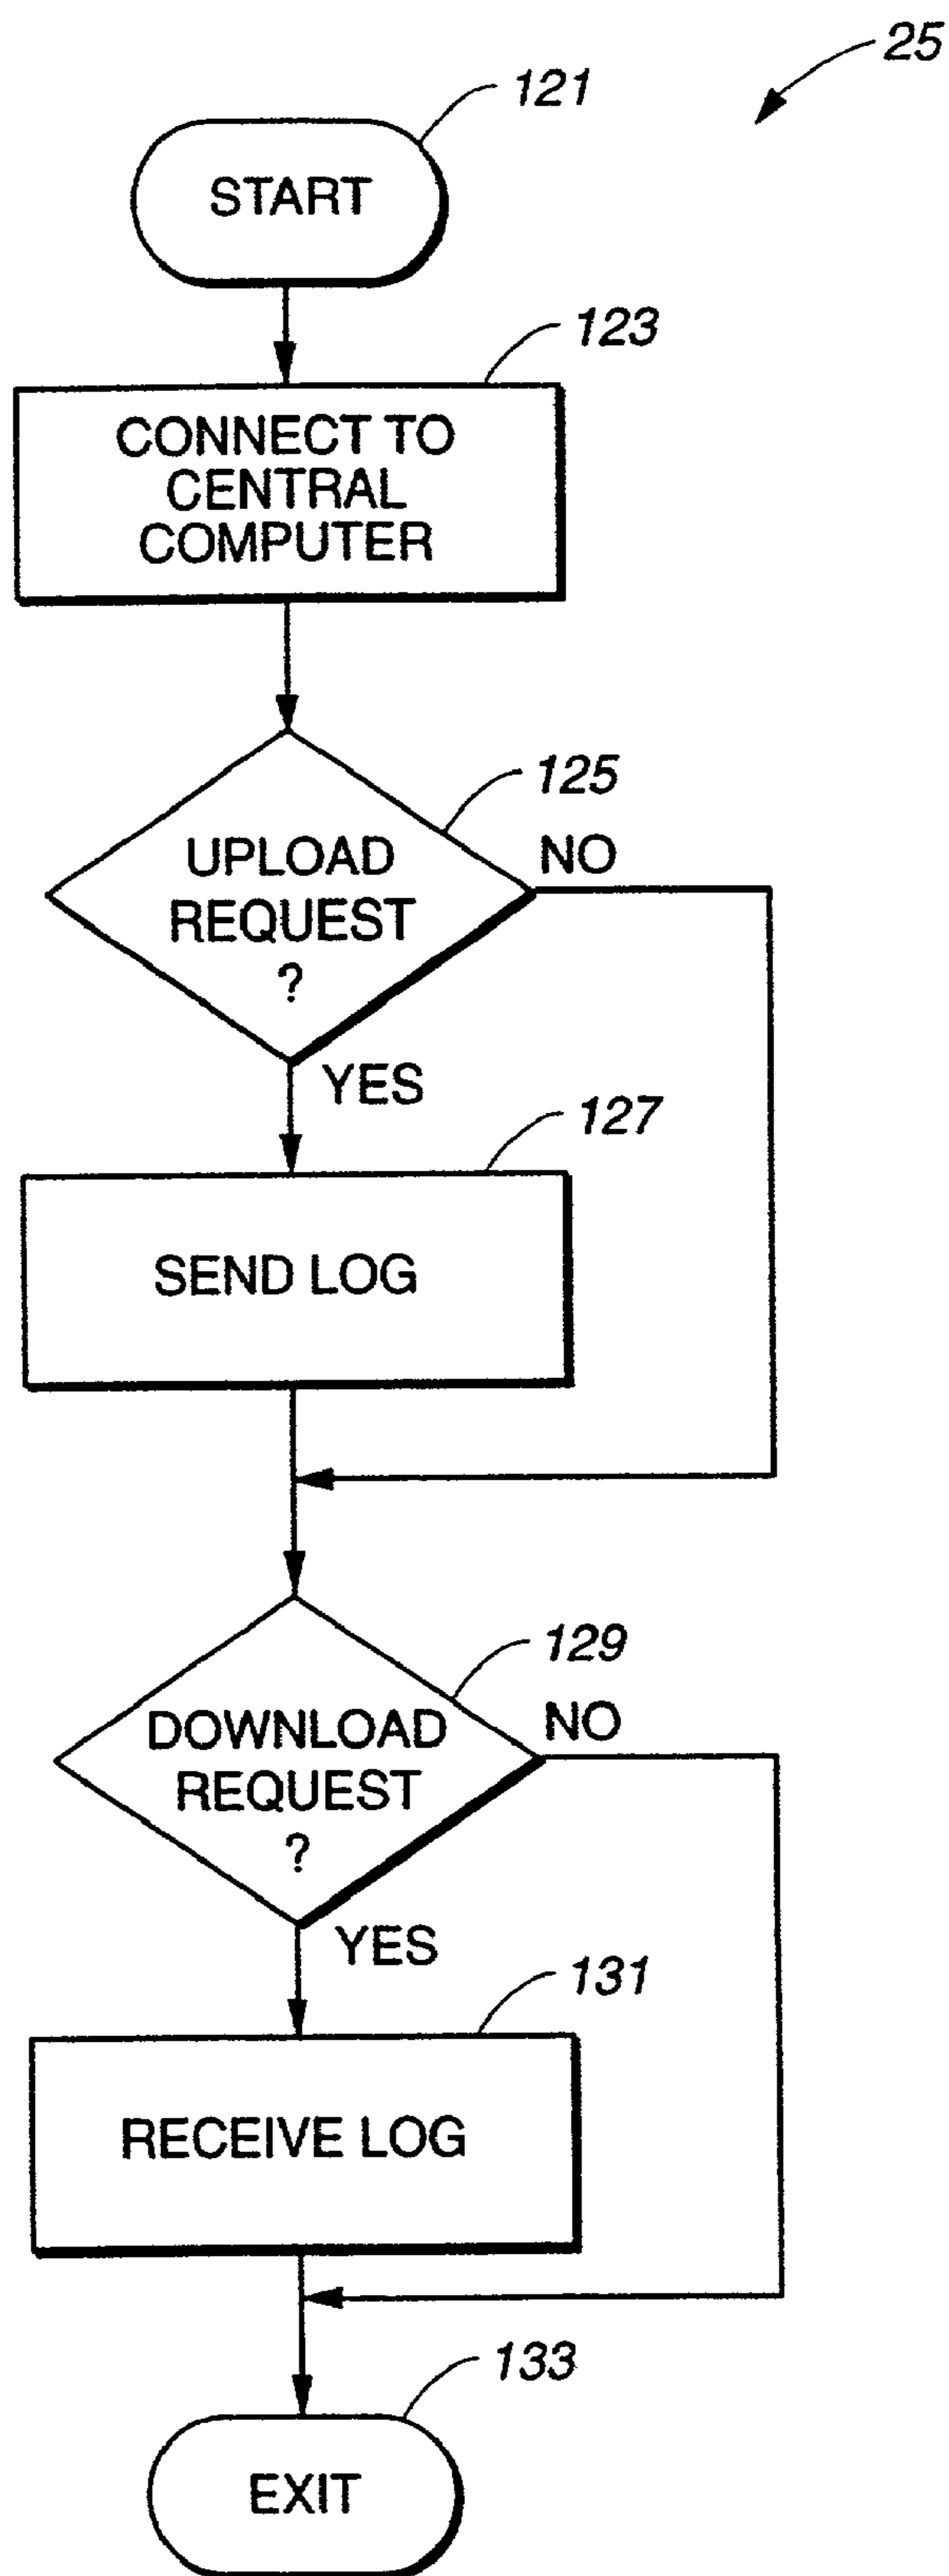 25
121
START
123
CONNECT TO
CENTRAL
COMPUTER
125
UPLOAD
REQUEST
?
NO
YES
127
SEND LOG
129
DOWNLOAD
REQUEST
?
NO
YES
131
RECEIVE LOG
133
EXIT